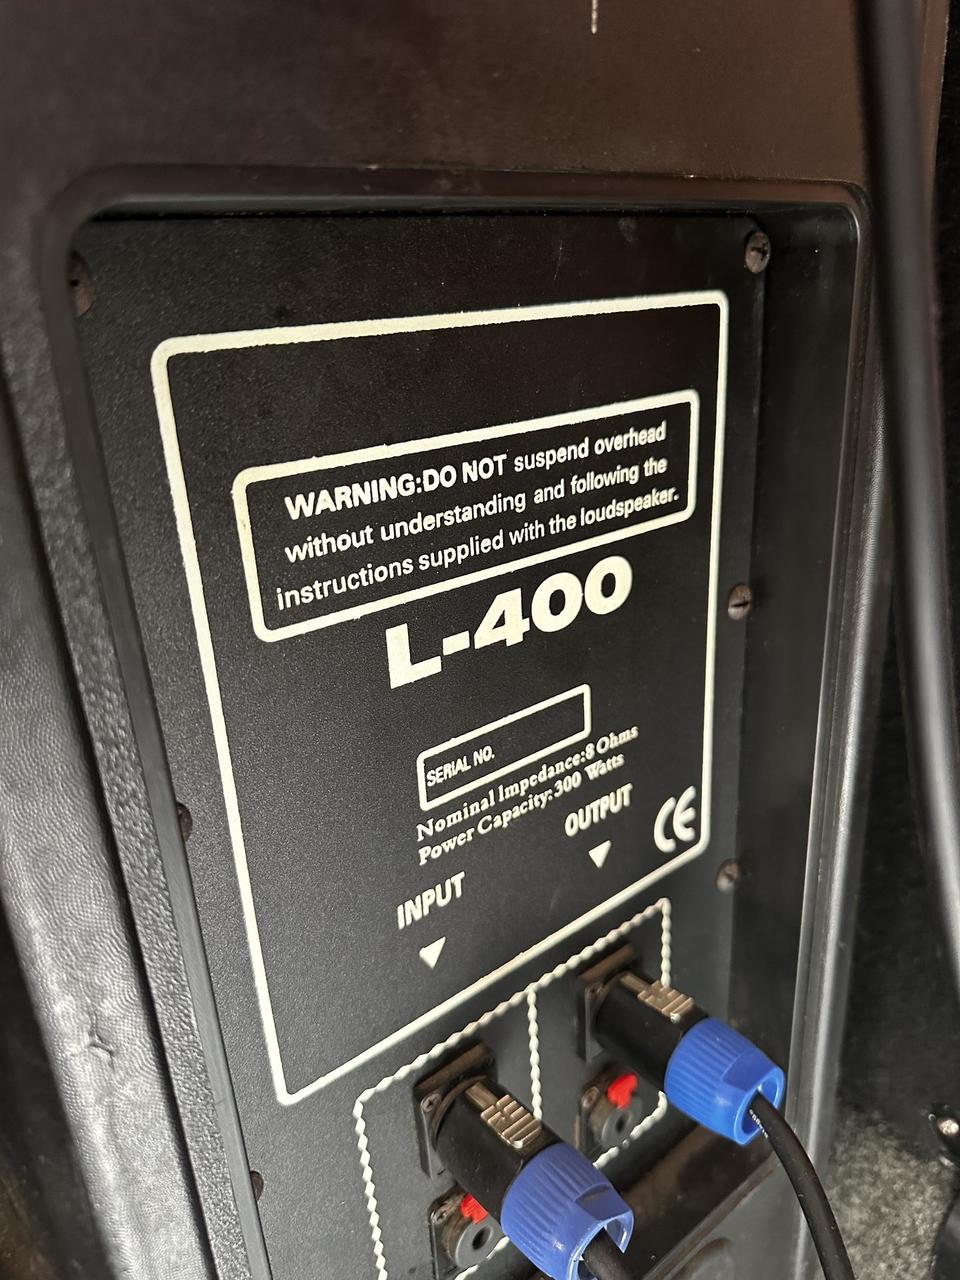 WARNING:DO NOT suspend overhead
without understanding and following the
instructions supplied with the loudspeaker.
L-400
SERIAL NO.
Nominal Impedance:8 Ohms
Power Capacity:300 Watts
INPUT
OUTPUT
CE